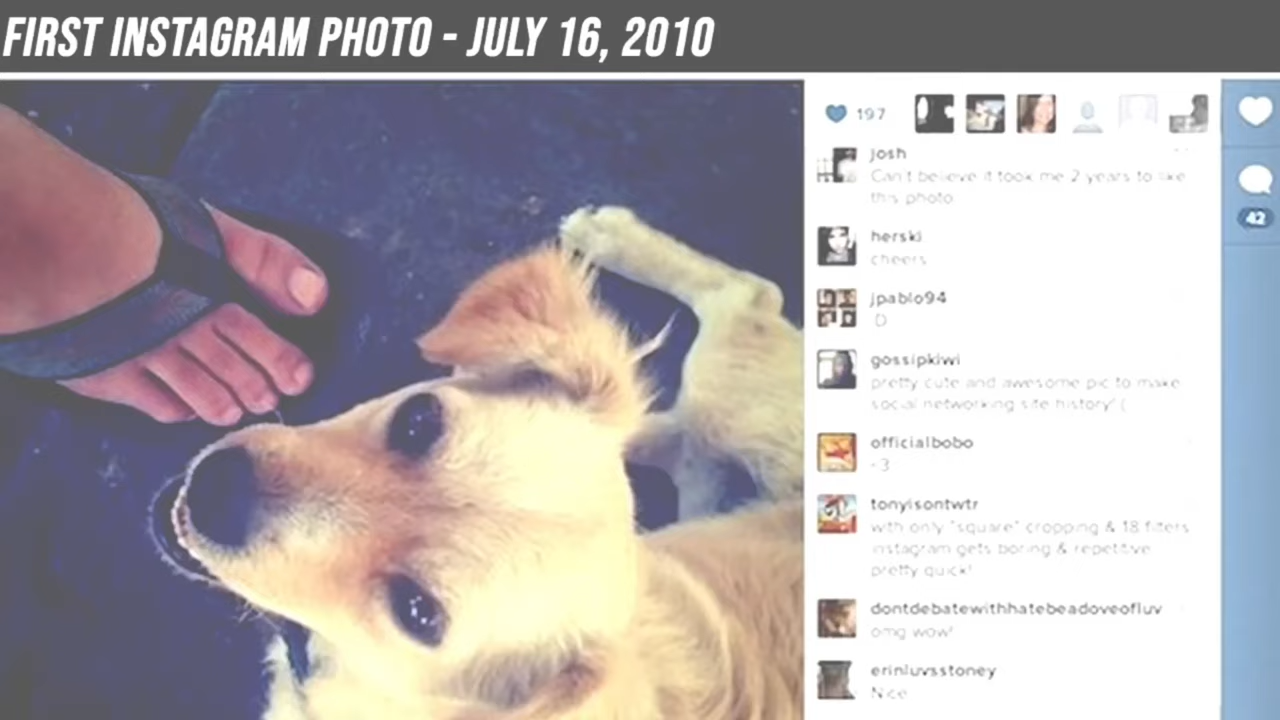 FIRST INSTAGRAM PHOTO - JULY 16, 2010
197
josh
Can't believe it took me 2 years to like
this photo
42
herski
cheers
jpablo94
:D
gossipkiwi
pretty cute and awesome pic to make
social networking site history! (
officialbobo
<3
tonyisontwtr
with only "square" cropping & 18 filters
instagram gets boring & repetitive
pretty quick!
dontdebatewithhatebeadoveofluv
omg wow!
erinluvsstoney
Nice